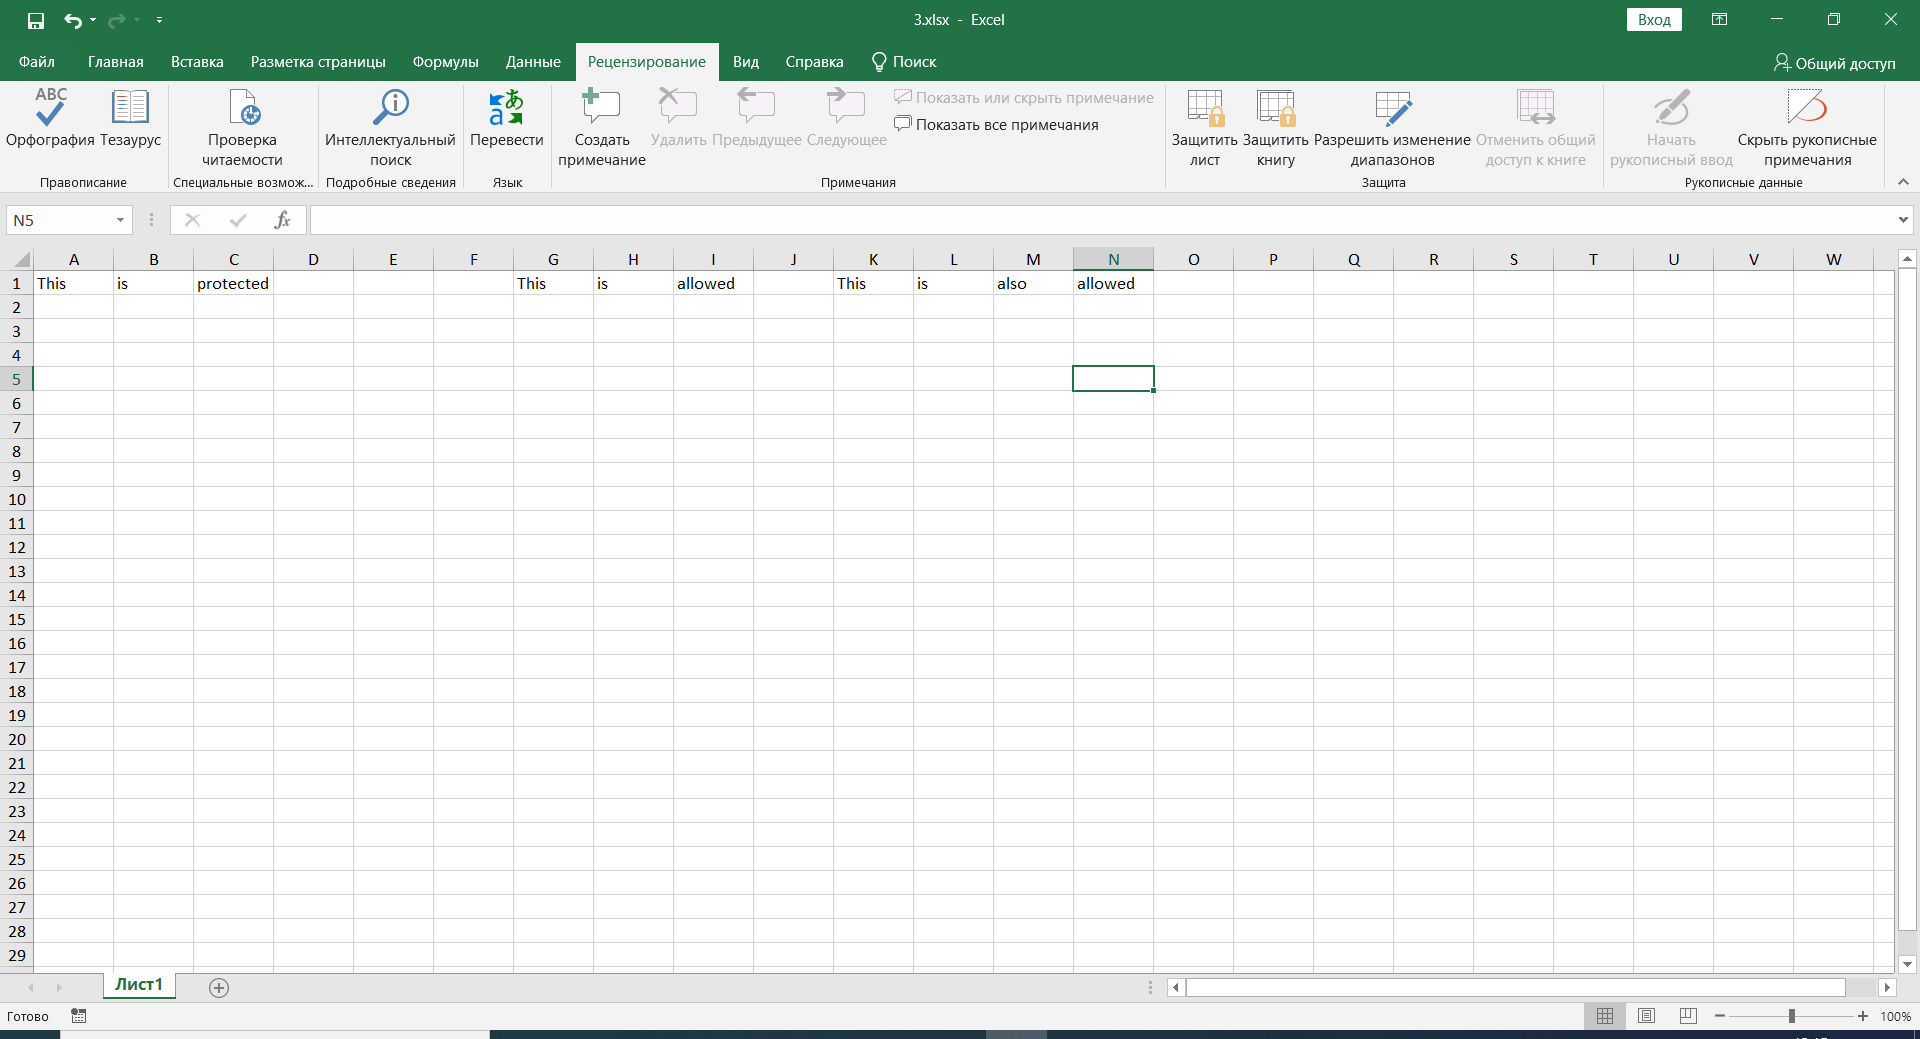 3.xlsx - Excel
Вход
Файл Главная Вставка Разметка страницы Формулы Данные Рецензирование Вид Справка Поиск Общий доступ
ABC
Орфография Тезаурус
Правописание
Проверка
читаемости
Специальные возмож...
Интеллектуальный
поиск
Подробные сведения
Перевести
Язык
Создать
примечание
Удалить Предыдущее Следующее
Показать или скрыть примечание
Показать все примечания
Примечания
Защитить
лист
Защитить
книгу
Разрешить изменение
диапазонов
Отменить общий
доступ к книге
Защита
Начать
рукописный ввод
Скрыть рукописные
примечания
Рукописные данные
N5 fx
A B C D E F G H I J K L M N O P Q R S T U V W
1 This is protected This is allowed This is also allowed
2
3
4
5
6
7
8
9
10
11
12
13
14
15
16
17
18
19
20
21
22
23
24
25
26
27
28
29
Лист1
Готово 100%